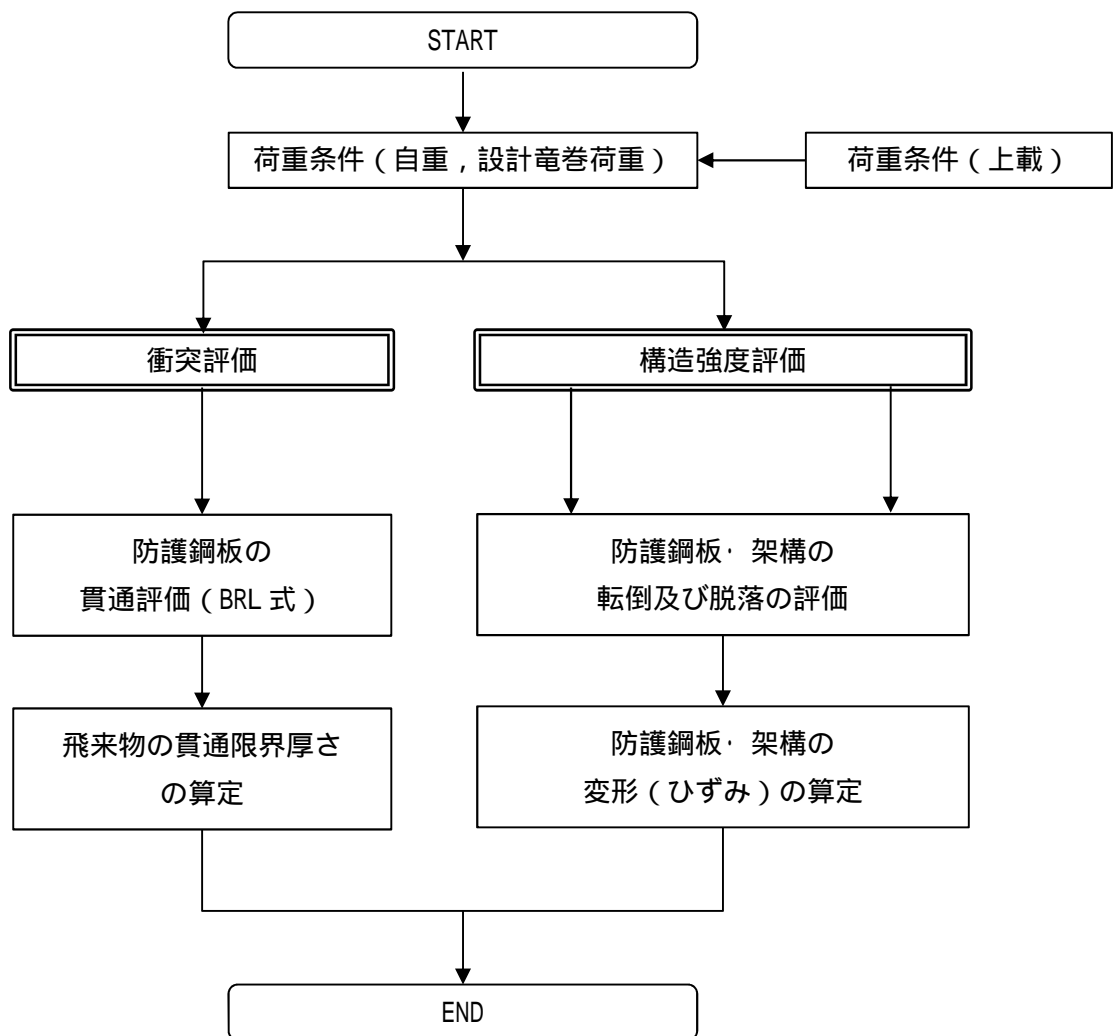 START
荷重条件（自重，設計竜巻荷重）
荷重条件（上載）
衝突評価
構造強度評価
防護鋼板の
貫通評価（BRL 式）
防護鋼板・架構の
転倒及び脱落の評価
飛来物の貫通限界厚さ
の算定
防護鋼板・架構の
変形（ひずみ）の算定
END